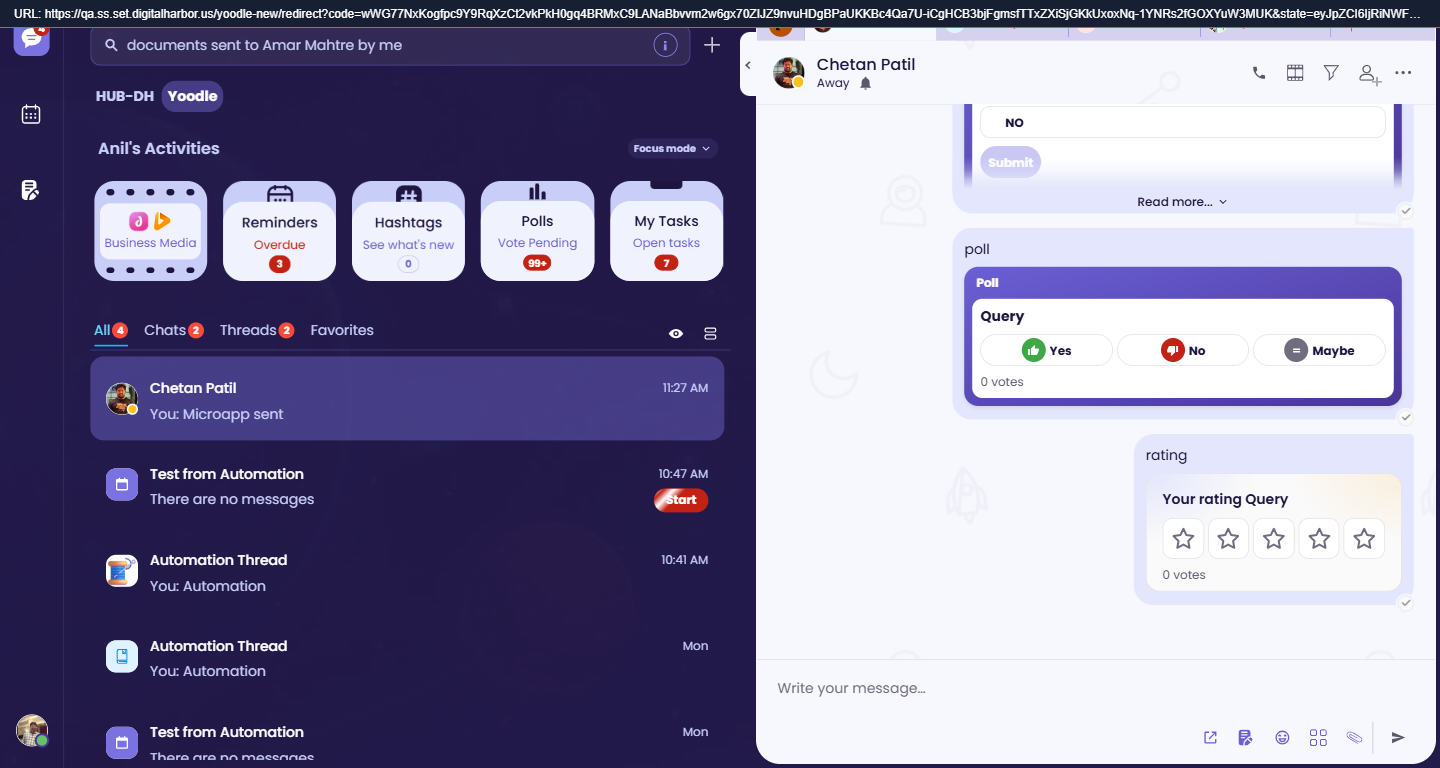 URL: https://qa.ss.set.digitalharbor.us/yoodle-new/redirect?code=
documents sent to Amar Mahtre by me
HUB-DH Yoodle
Anil's Activities
Focus mode
Business Media
Reminders
Overdue
3
Hashtags
See what's new
0
Polls
Vote Pending
99+
My Tasks
Open tasks
7
All 4 Chats 2 Threads 2 Favorites
Chetan Patil 11:27 AM
You: Microapp sent
Test from Automation 10:47 AM
There are no messages
Start
Automation Thread 10:41 AM
You: Automation
Automation Thread Mon
You: Automation
Test from Automation Mon
There are no messages
Chetan Patil
Away
NO
Submit
Read more...
poll
Poll
Query
Yes No Maybe
0 votes
rating
Your rating Query
0 votes
Write your message...